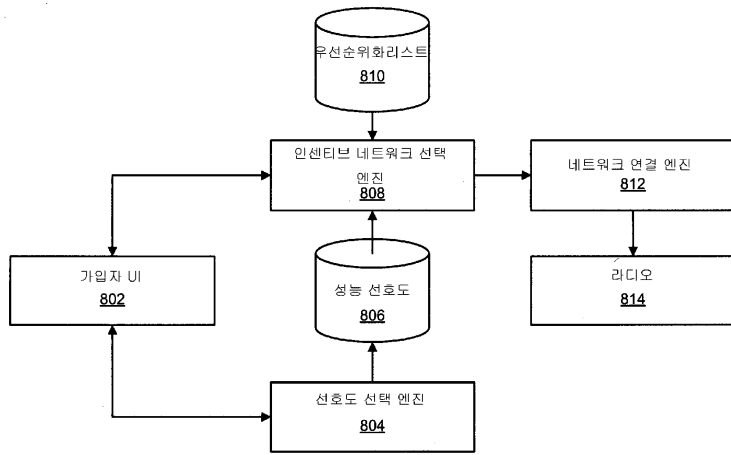 우선순위화리스트
810
인센티브 네트워크 선택
엔진
808
네트워크 연결 엔진
812
가입자 UI
802
성능 선호도
806
라디오
814
선호도 선택 엔진
804